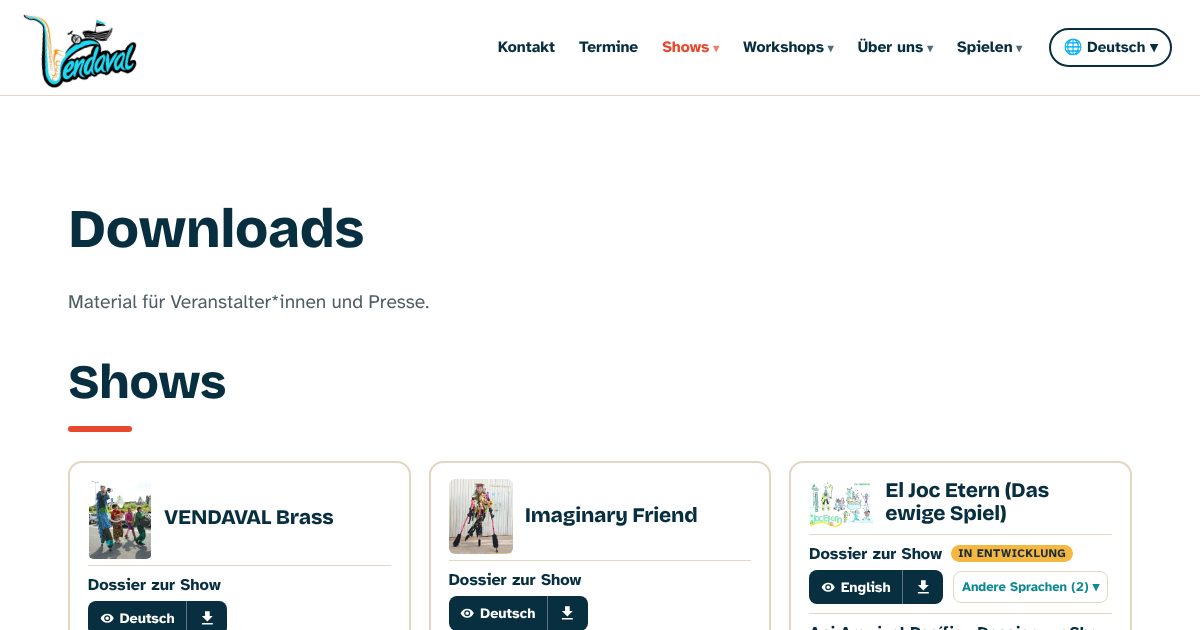 Vendaval
Kontakt Termine Shows ▾ Workshops ▾ Über uns ▾ Spielen ▾ 🌐 Deutsch ▾
Downloads
Material für Veranstalter*innen und Presse.
Shows
VENDAVAL Brass
Dossier zur Show
Deutsch
Imaginary Friend
Dossier zur Show
Deutsch
El Joc Etern (Das
ewige Spiel)
Dossier zur Show IN ENTWICKLUNG
English Andere Sprachen (2) ▾